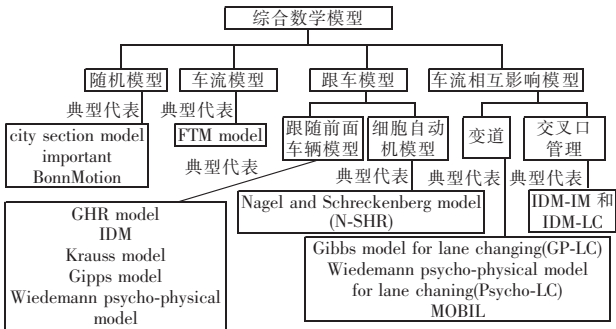 综合数学模型
随机模型
车流模型
跟车模型
车流相互影响模型
典型代表
典型代表
city section model
important
BonnMotion
FTM model
跟随前面
车辆模型
细胞自动
机模型
变道
交叉口
管理
典型代表
典型代表
典型代表
典型代表
GHR model
IDM
Krauss model
Gipps model
Wiedemann psycho-physical
model
Nagel and Schreckenberg model
(N-SHR)
IDM-IM 和
IDM-LC
Gibbs model for lane changing(GP-LC)
Wiedemann psycho-physical model
for lane chaning(Psycho-LC)
MOBIL